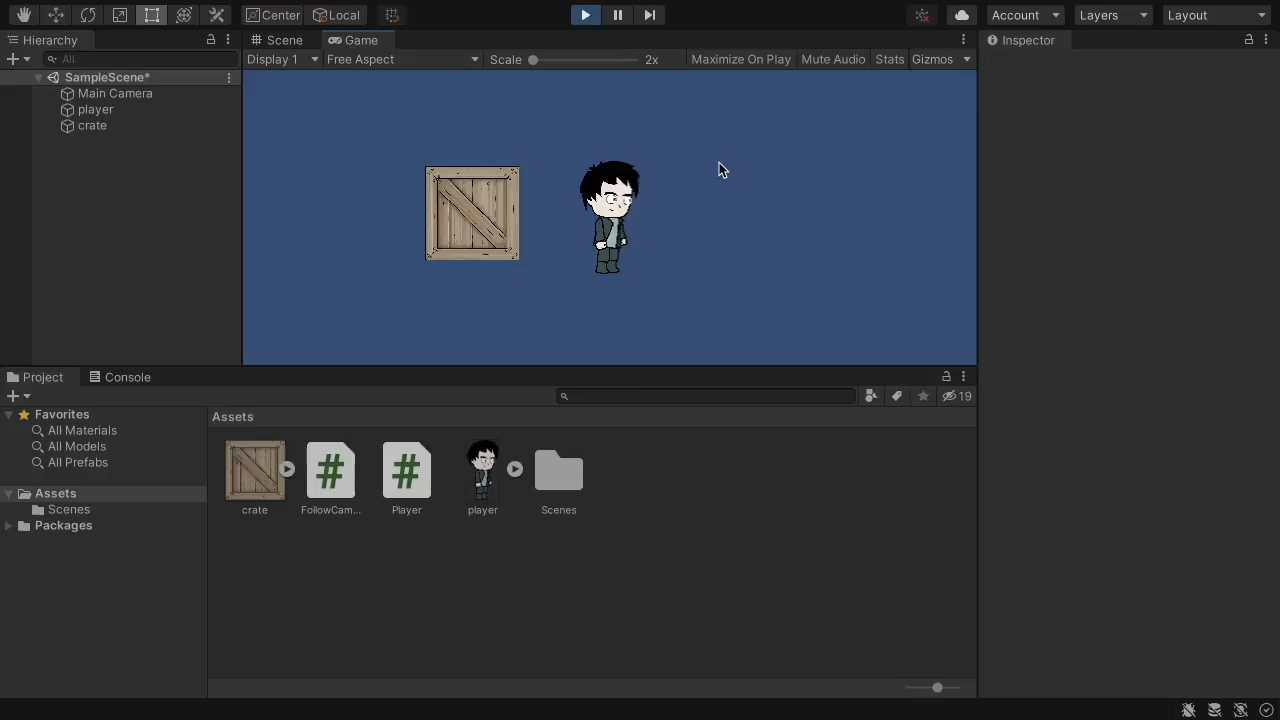 Center Local Account Layers Layout
Hierarchy Scene Game Inspector
All Display 1 Free Aspect Scale 2x Maximize On Play Mute Audio Stats Gizmos
SampleScene*
Main Camera
player
crate
Project Console
19
Favorites
All Materials
All Models
All Prefabs
Assets
Scenes
Packages
Assets
crate FollowCam... Player player Scenes